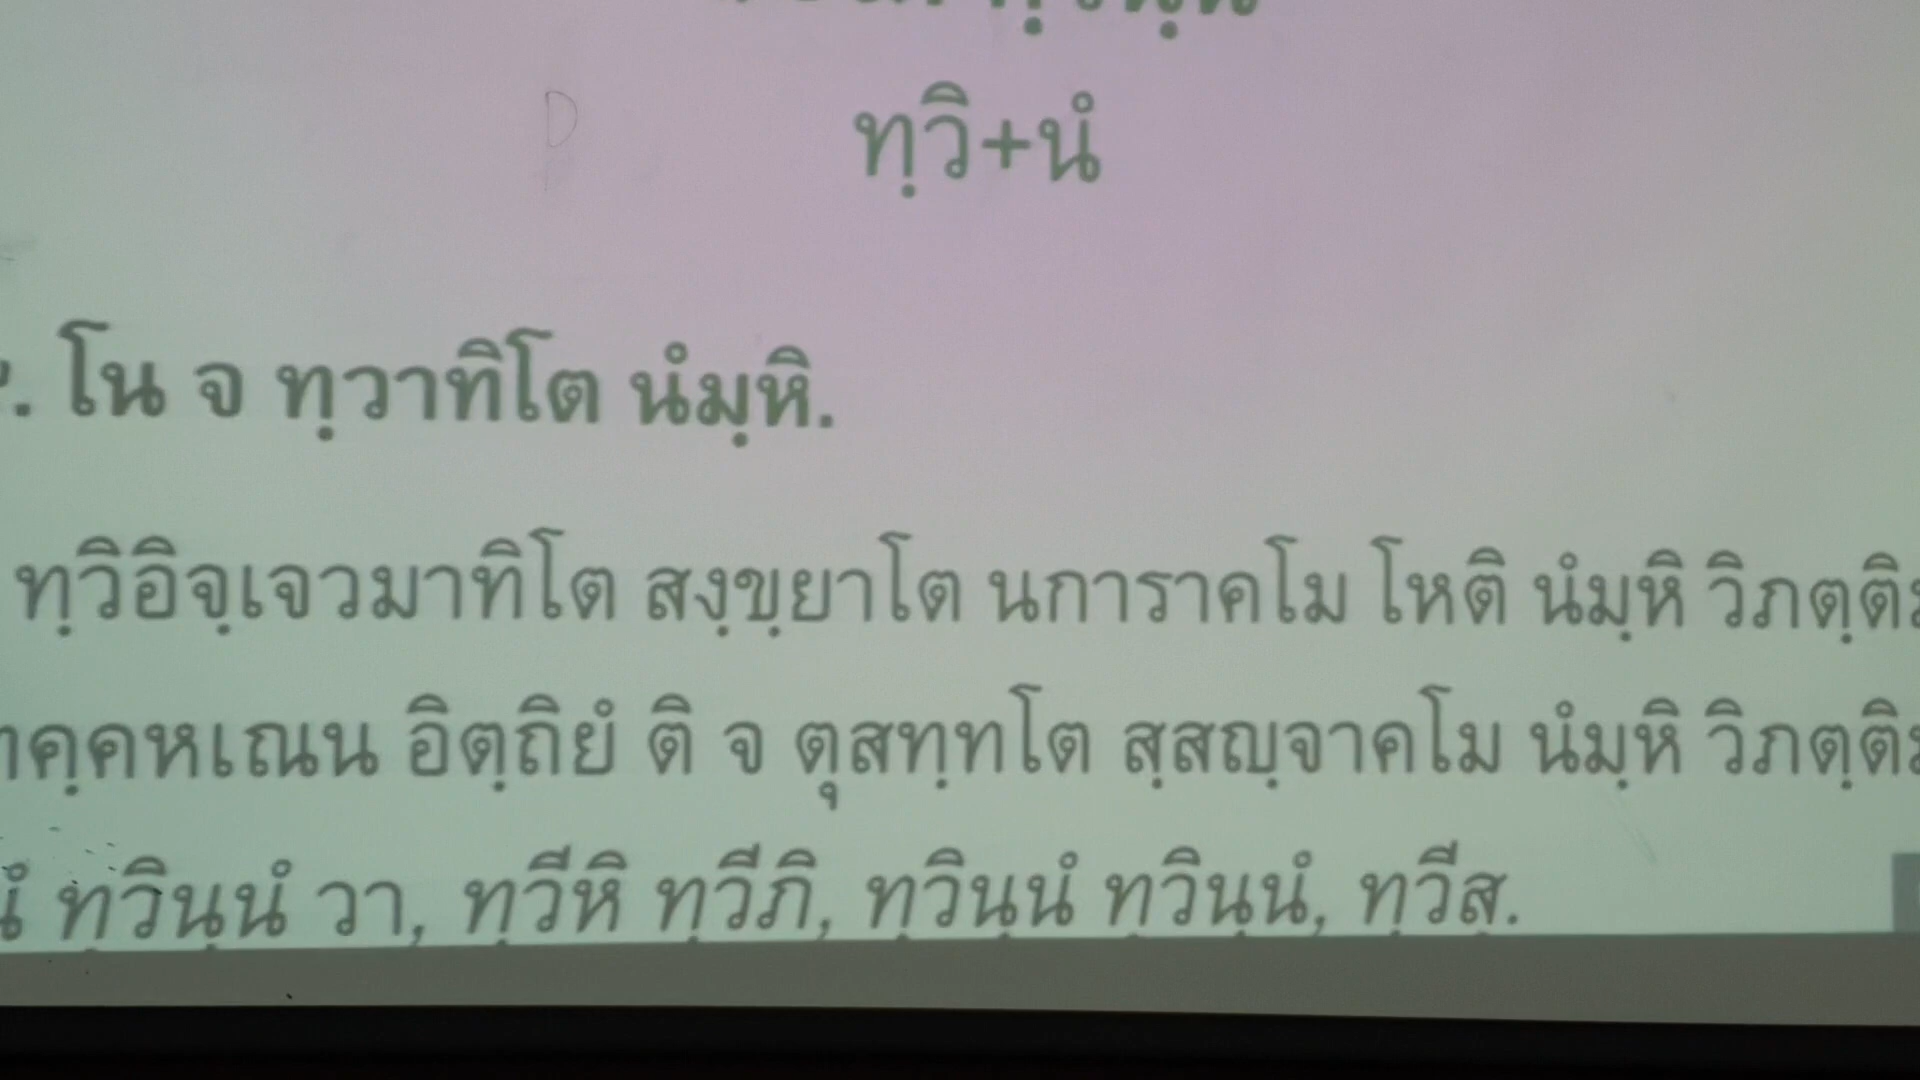 ทฺวิ+นํ
. โน จ ทฺวาทิโต นํมฺหิ.
ทฺวิอิจฺเจวมาทิโต สงฺขฺยาโต นการาคโม โหติ นํมฺหิ วิภตฺติ
คฺคหเณน อิตฺถิยํ ติ จ ตุสทฺทโต สฺสญฺจาคโม นํมฺหิ วิภตฺติ
ทฺวินฺนํ วา, ทฺวีหิ ทฺวีภิ, ทฺวินฺนํ ทฺวินฺนํ, ทฺวีสุ.